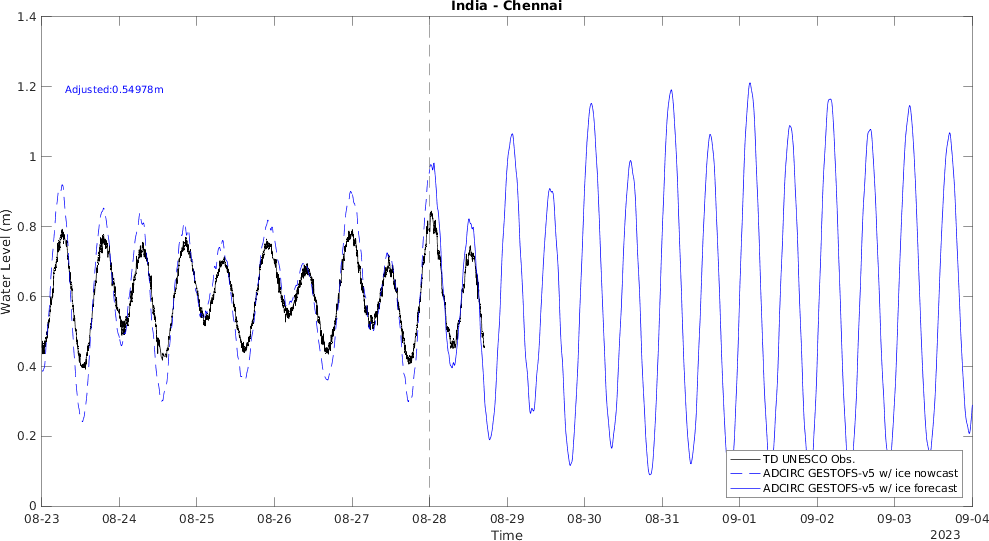 India - Chennai
1.4
1.2
1
0.8
0.6
0.4
0.2
0
Water Level (m)
Adjusted:0.54978m
TD UNESCO Obs.
ADCIRC GESTOFS-v5 w/ ice nowcast
ADCIRC GESTOFS-v5 w/ ice forecast
08-23 08-24 08-25 08-26 08-27 08-28 08-29 08-30 08-31 09-01 09-02 09-03 09-04
Time
2023